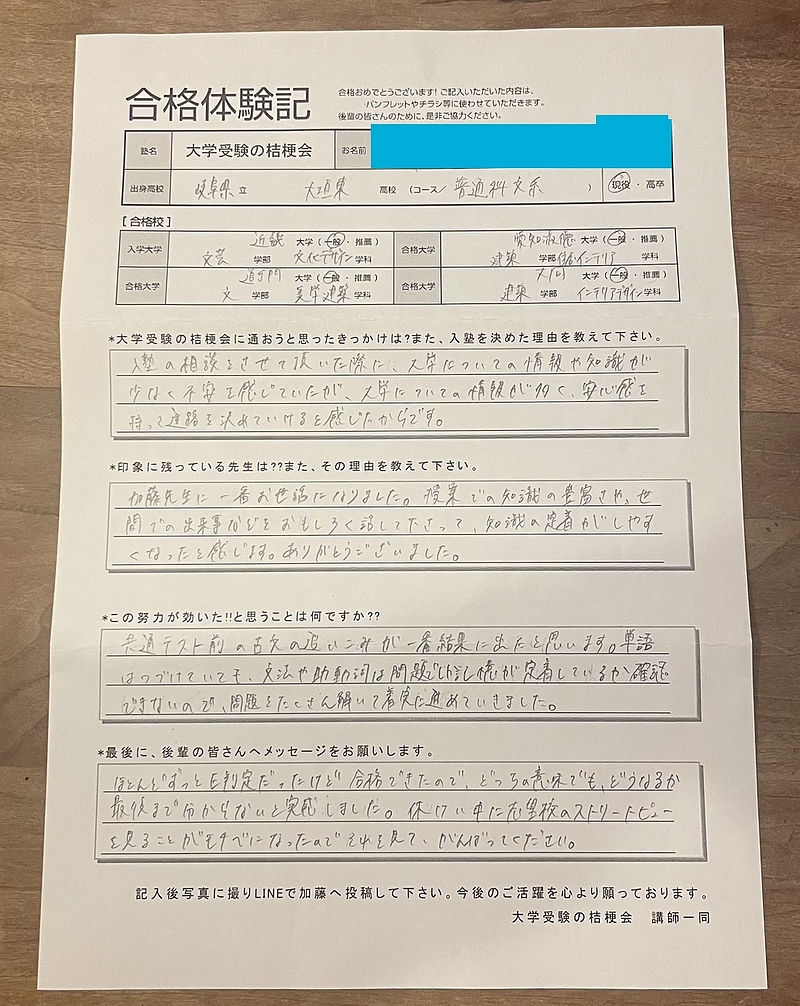 合格体験記
合格おめでとうございます！ご記入いただいた内容は、
パンフレットやチラシ等に使わせていただきます。
後輩の皆さんのために、是非ご協力ください。
塾名 大学受験の桔梗会 お名前
出身高校 岐阜県 立 大垣東 高校 (コース/ 普通科文系 ) 現役・高卒
[合格校]
入学大学 近畿 大学 (一般・推薦) 合格大学 愛知淑徳 大学 (一般・推薦)
文芸 学部 文化デザイン 学科 建築 学部 インテリア 学科
合格大学 追手門 大学 (一般・推薦) 合格大学 大同 大学 (一般・推薦)
文 学部 美学建築 学科 建築 学部 インテリアデザイン 学科
*大学受験の桔梗会に通おうと思ったきっかけは?また、入塾を決めた理由を教えて下さい。
入塾の相談をさせて頂いた際に、大学についての情報や知識が
少なく不安を感じていたが、大学についての情報が多く、安心感を
持って進路を決めていけると感じたからです。
*印象に残っている先生は??また、その理由を教えて下さい。
加藤先生に一番お世話になりました。授業での知識の豊富さや、世
間での出来事などをおもしろく話して下さって、知識の定着がしやす
くなったと感じます。ありがとうございました。
*この努力が効いた!!と思うことは何ですか??
共通テスト前の古文の追いこみが一番結果に出たと思います。単語
はつづけていても、文法や助動詞は問題でしか記憶が定着しているか確認
できないので、問題をたくさん解いて着実に進めていきました。
*最後に、後輩の皆さんへメッセージをお願いします。
ほとんどずっとE判定だったけど合格できたので、どっちの意味でも、どうなるか
最後まで分からないと実感しました。休けい中に志望校のストリートビュー
を見ることがモチベになったのでそれを見て、がんばってください。
記入後写真に撮りLINEで加藤へ投稿して下さい。今後のご活躍を心より願っております。
大学受験の桔梗会 講師一同